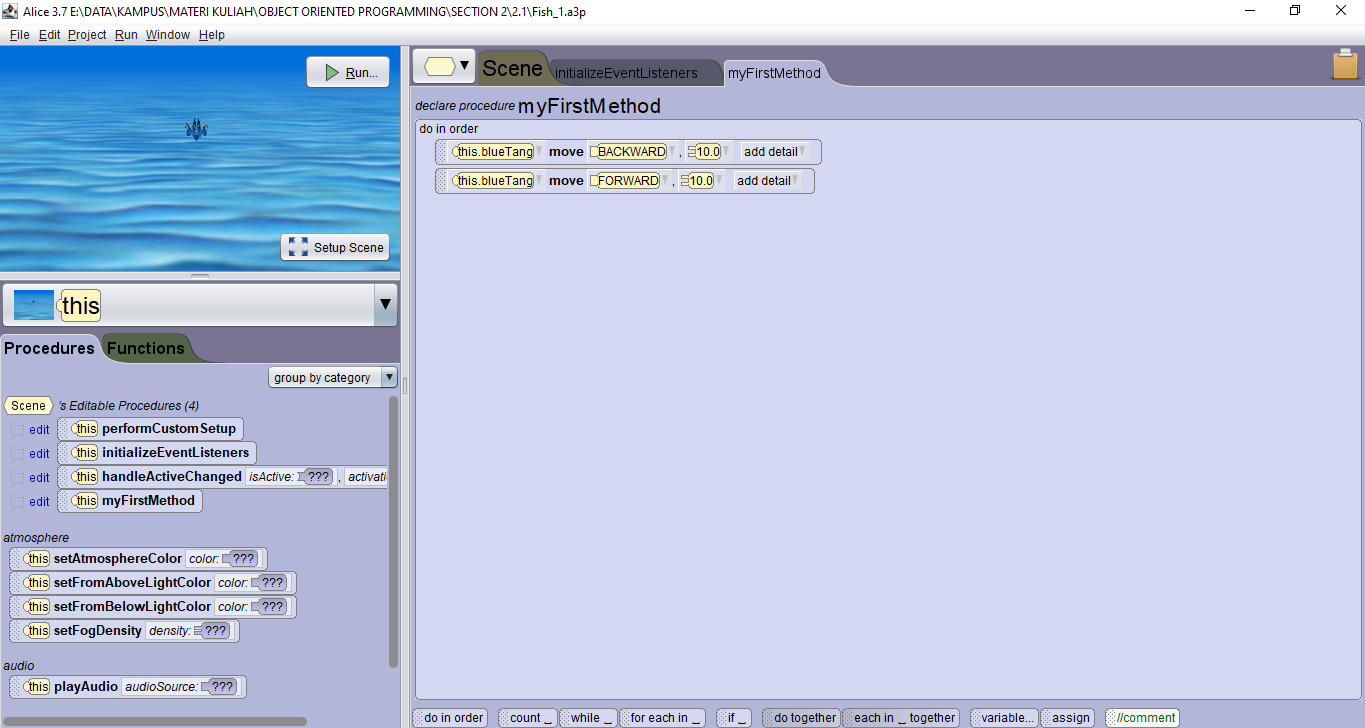 Alice 3.7 E:\DATA\KAMPUS\MATERI KULIAH\OBJECT ORIENTED PROGRAMMING\SECTION 2\2.1\Fish_1.a3p
File Edit Project Run Window Help
Run...
Setup Scene
this
Procedures Functions
group by category
Scene 's Editable Procedures (4)
edit this performCustomSetup
edit this initializeEventListeners
edit this handleActiveChanged isActive: ??? , activati
edit this myFirstMethod
atmosphere
this setAtmosphereColor color: ???
this setFromAboveLightColor color: ???
this setFromBelowLightColor color: ???
this setFogDensity density: ???
audio
this playAudio audioSource: ???
Scene initializeEventListeners myFirstMethod
declare procedure myFirstMethod
do in order
this.blueTang move BACKWARD , 10.0 add detail
this.blueTang move FORWARD , 10.0 add detail
do in order count _ while _ for each in _ if _ do together each in _ together variable... assign //comment